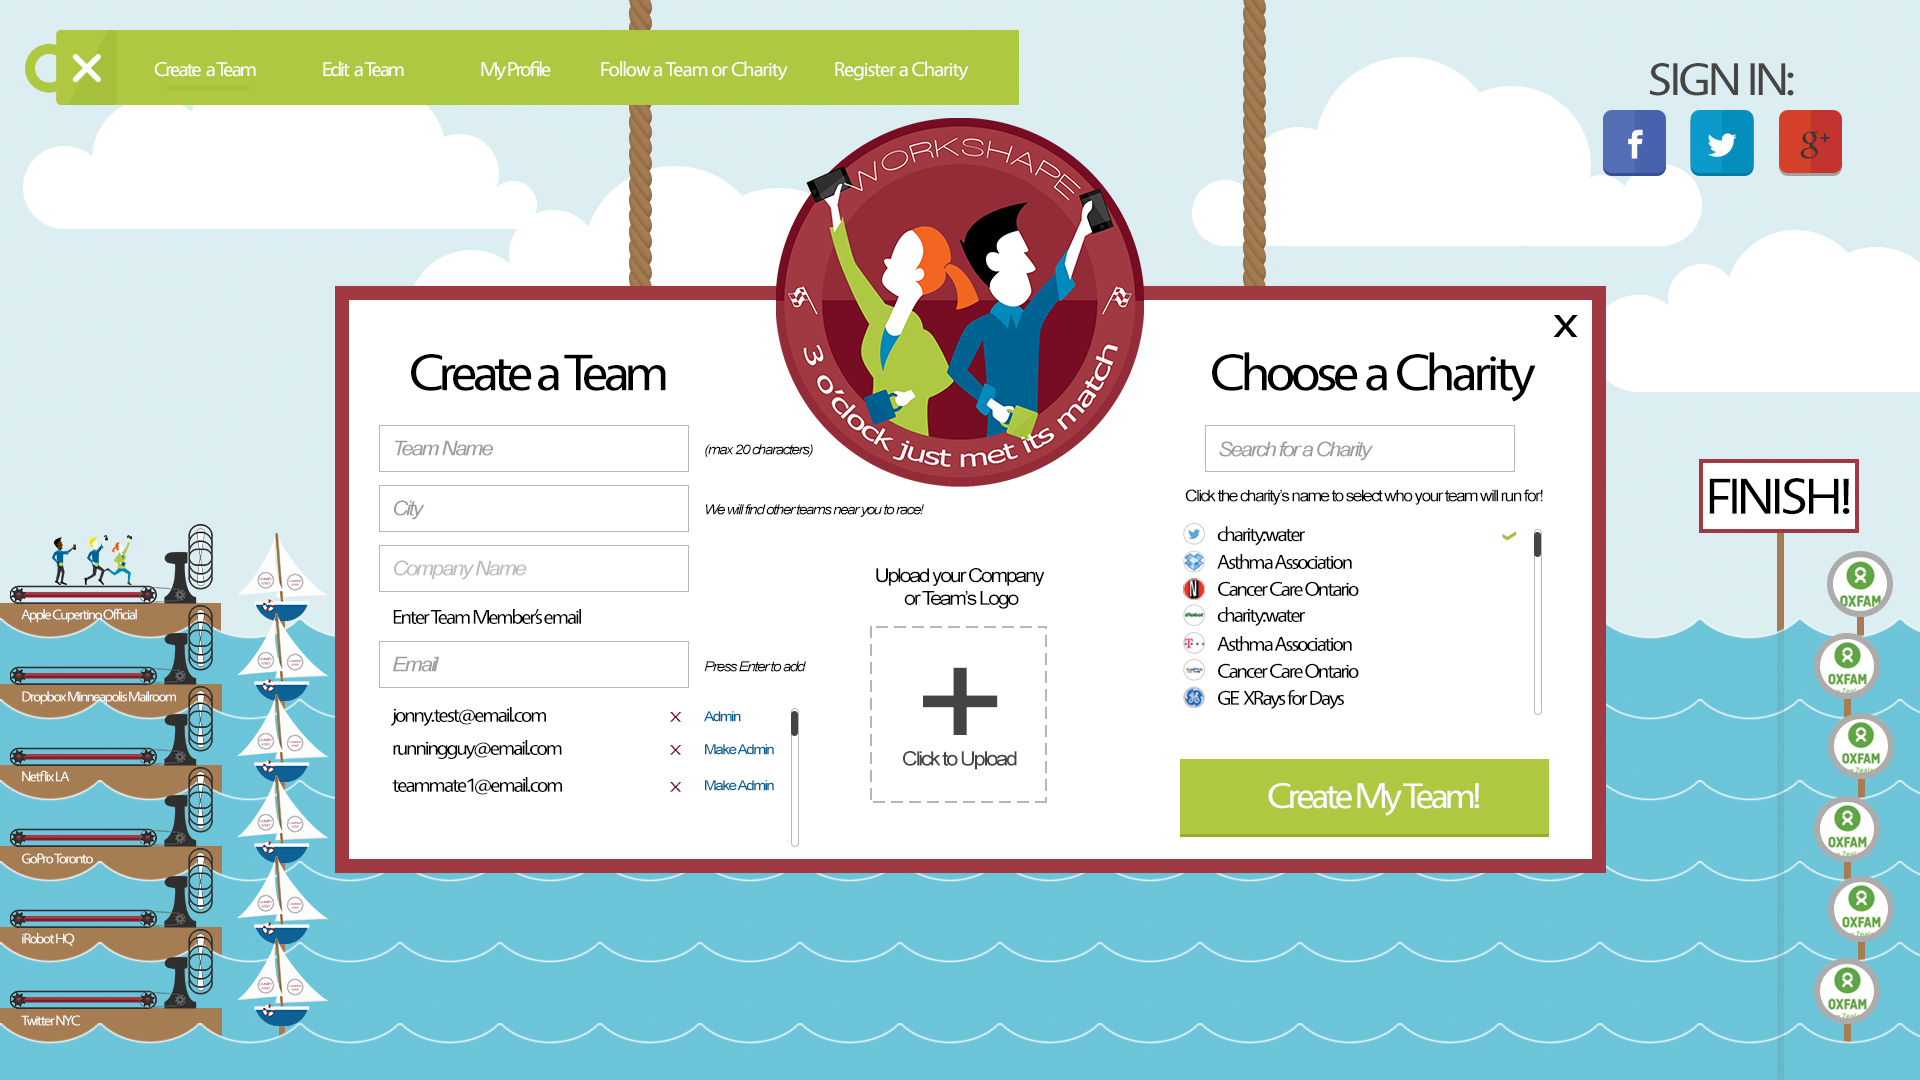 Create a Team
Edit a Team
My Profile
Follow a Team or Charity
Register a Charity
SIGN IN:
f
g+
WORKSHAPE
3 o'clock just met its match
X
Create a Team
Team Name
(max 20 characters)
City
We will find other teams near you to race!
Company Name
Enter Team Member's email
Email
Press Enter to add
jonny.test@email.com
x
Admin
runningguy@email.com
x
Make Admin
teammate1@email.com
x
Make Admin
Upload your Company
or Team's Logo
Click to Upload
Choose a Charity
Search for a Charity
Click the charity's name to select who your team will run for!
charity:water
Asthma Association
Cancer Care Ontario
charity:water
Asthma Association
Cancer Care Ontario
GE XRays for Days
Create My Team!
FINISH!
Apple Cupertino Official
Dropbox Minneapolis Mailroom
Netflix LA
GoPro Toronto
iRobot HQ
Twitter NYC
OXFAM
OXFAM
OXFAM
OXFAM
OXFAM
OXFAM